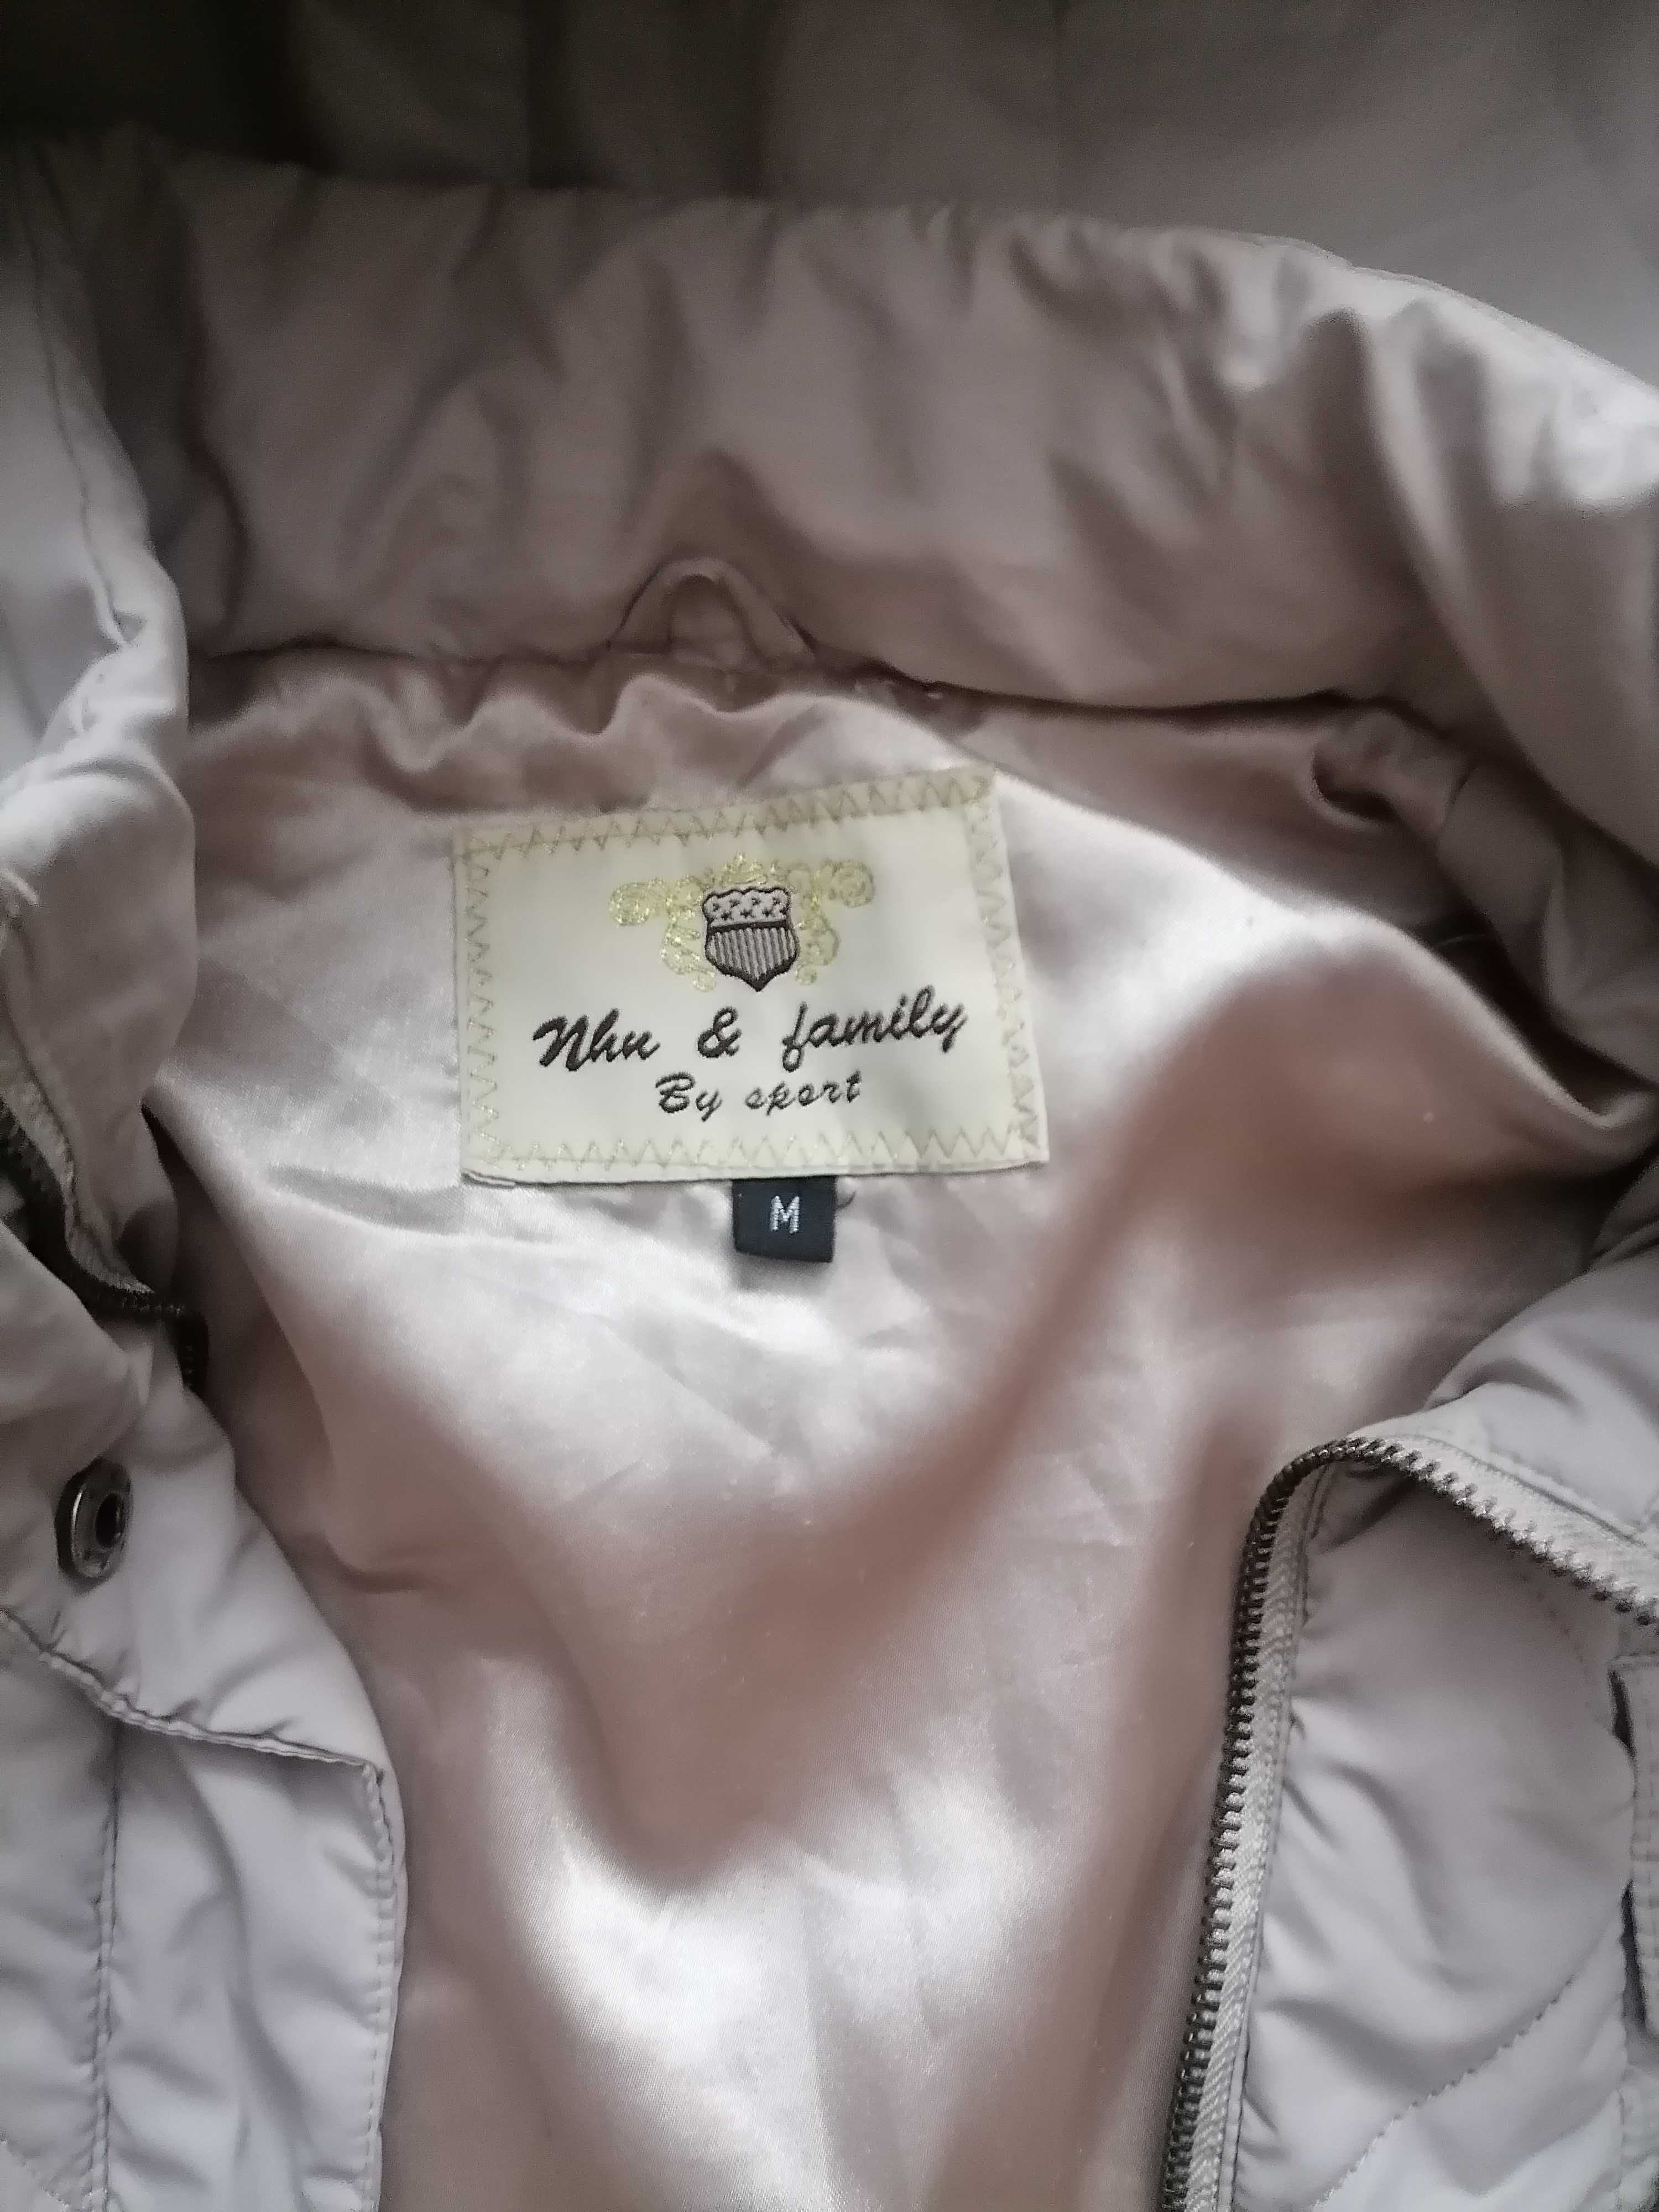 Nhu & family
By sport
M